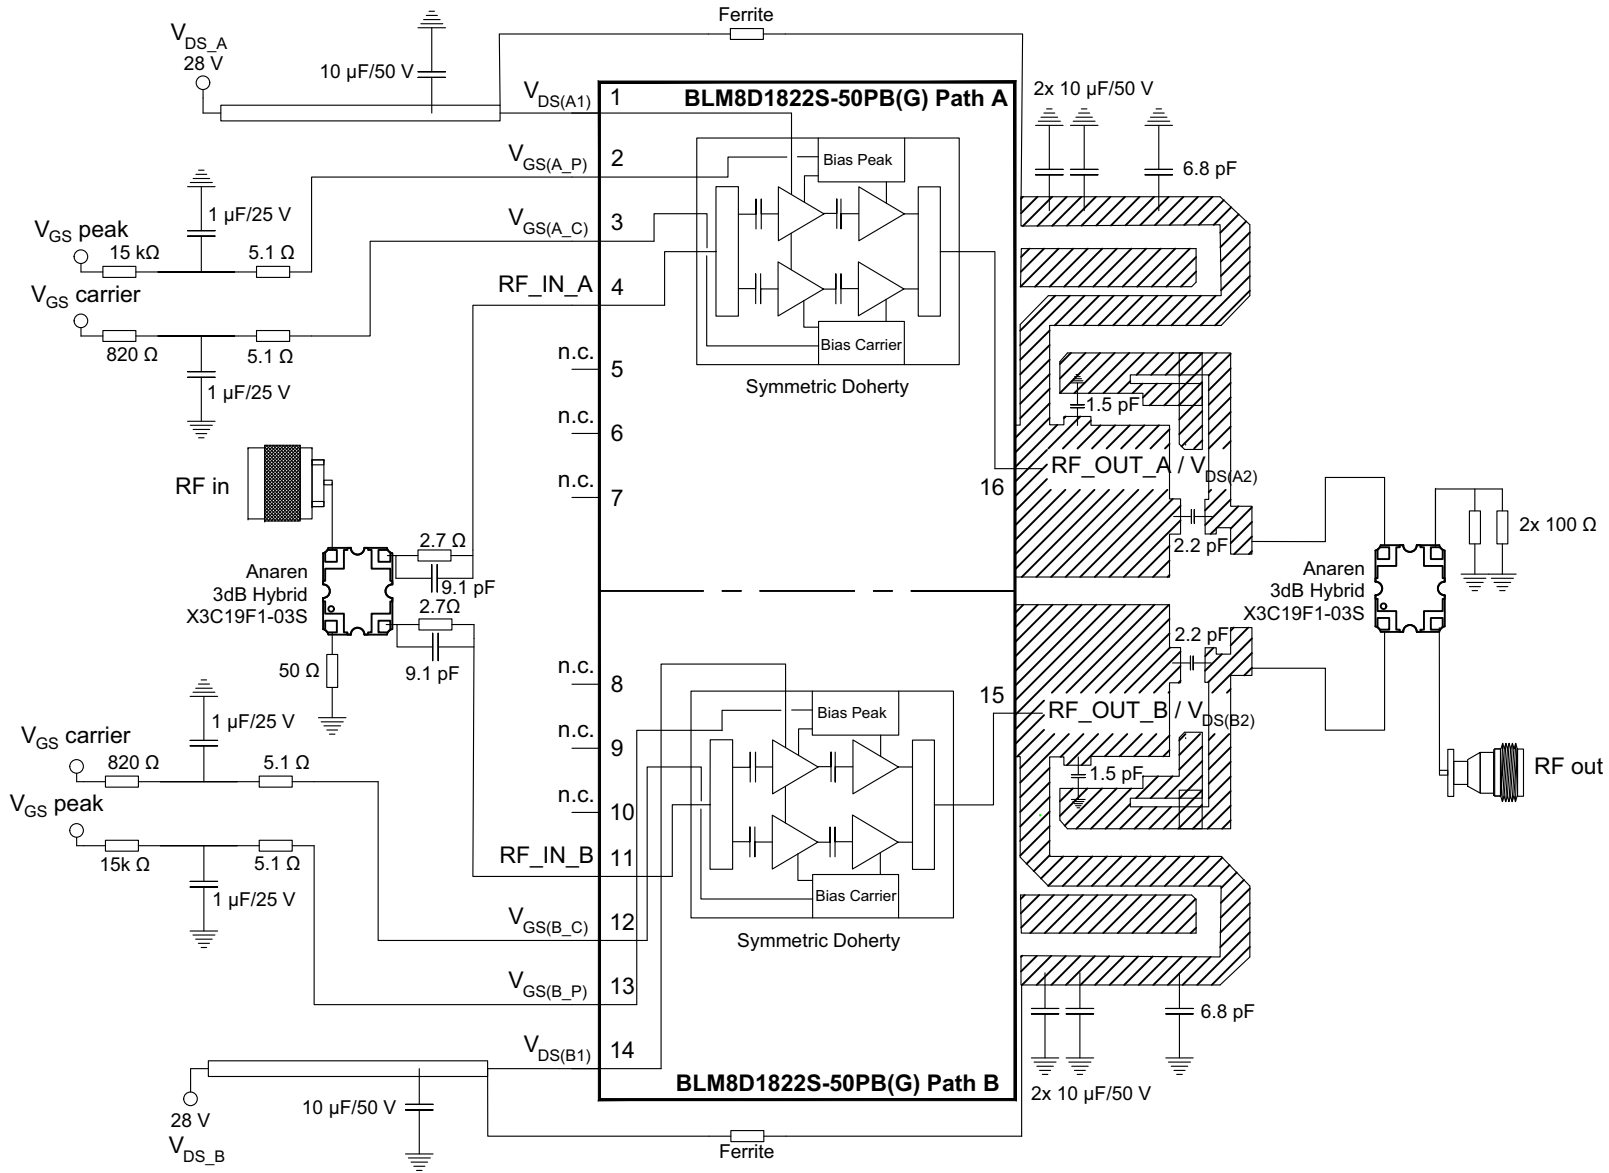 Ferrite
V DS_A
28 V
10 µF/50 V
V DS(A1)
1
BLM8D1822S-50PB(G) Path A
2x 10 µF/50 V
6.8 pF
V GS(A_P)
2
Bias Peak
1 µF/25 V
V GS(A_C)
3
V GS peak
15 kΩ
5.1 Ω
RF_IN_A
4
V GS carrier
820 Ω
5.1 Ω
1 µF/25 V
Bias Carrier
n.c.
5
Symmetric Doherty
1.5 pF
n.c.
6
RF_OUT_A / V DS(A2)
16
RF in
n.c.
7
2.2 pF
2x 100 Ω
2.7 Ω
9.1 pF
Anaren
3dB Hybrid
X3C19F1-03S
Anaren
3dB Hybrid
X3C19F1-03S
2.7Ω
9.1 pF
50 Ω
2.2 pF
n.c.
8
15
RF_OUT_B / V DS(B2)
Bias Peak
1 µF/25 V
V GS carrier
820 Ω
5.1 Ω
n.c.
9
1.5 pF
RF out
V GS peak
15k Ω
5.1 Ω
n.c.
10
RF_IN_B
11
1 µF/25 V
Bias Carrier
V GS(B_C)
12
Symmetric Doherty
V GS(B_P)
13
6.8 pF
V DS(B1)
14
BLM8D1822S-50PB(G) Path B
2x 10 µF/50 V
10 µF/50 V
28 V
V DS_B
Ferrite